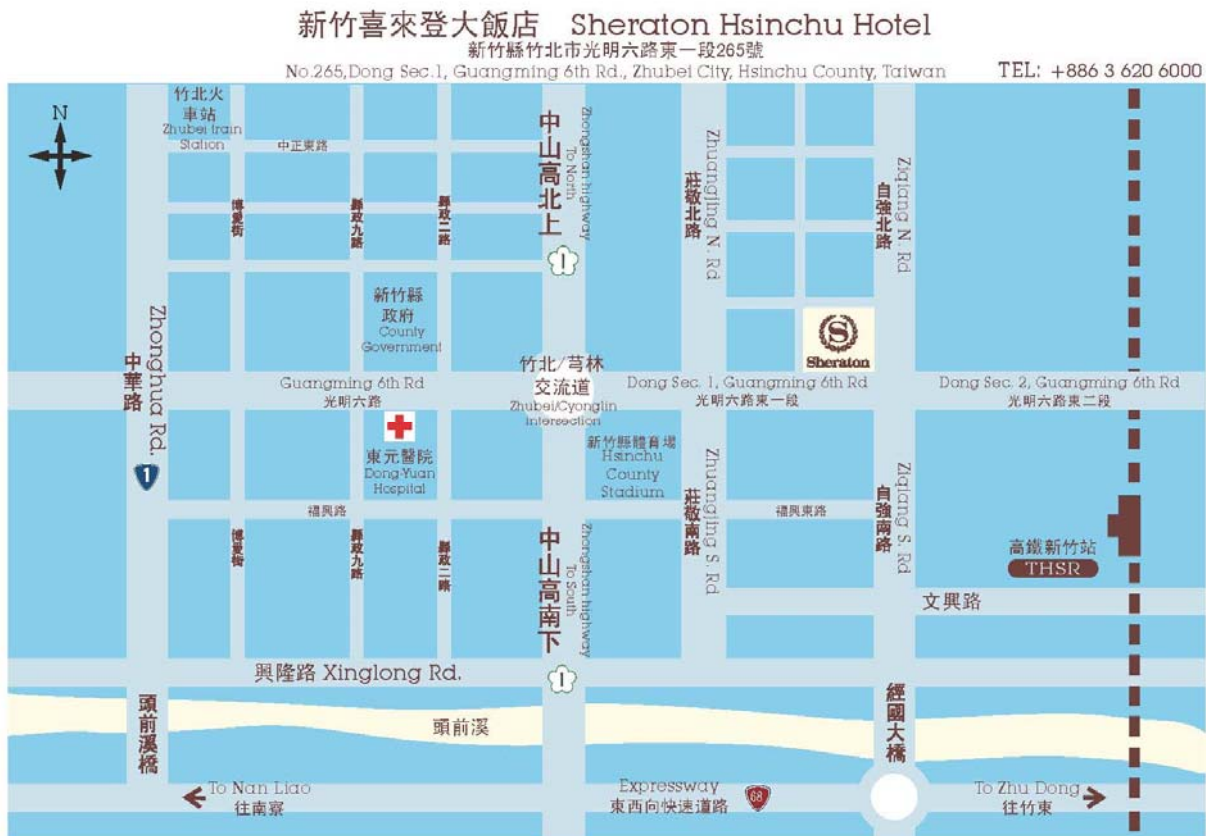 新竹喜來登大飯店 Sheraton Hsinchu Hotel
新竹縣竹北市光明六路東一段265號
No.265,Dong Sec.1, Guangming 6th Rd., Zhubei City, Hsinchu County, Taiwan
TEL: +886 3 620 6000
N
竹北火
車站
Zhubei train
Station
中正東路
博愛街
縣政九路
縣政二路
中山高北上
Zhongshan highway
To North
1
莊敬北路
Zhuangjing N. Rd
自強北路
Ziqiang N. Rd
新竹縣
政府
County
Government
S
Sheraton
中華路
Zhonghua Rd.
1
Guangming 6th Rd
光明六路
竹北/芎林
交流道
Zhubei/Cyonglin
Intersection
Dong Sec. 1, Guangming 6th Rd
光明六路東一段
Dong Sec. 2, Guangming 6th Rd
光明六路東二段
東元醫院
Dong-Yuan
Hospital
新竹縣體育場
Hsinchu
County
Stadium
莊敬南路
Zhuangjing S. Rd
自強南路
Ziqiang S. Rd
福興路
福興東路
博愛街
縣政九路
縣政二路
中山高南下
Zhongshan highway
To South
1
高鐵新竹站
THSR
文興路
興隆路 Xinglong Rd.
頭前溪橋
頭前溪
經國大橋
To Nan Liao
往南寮
Expressway
東西向快速道路
68
To Zhu Dong
往竹東